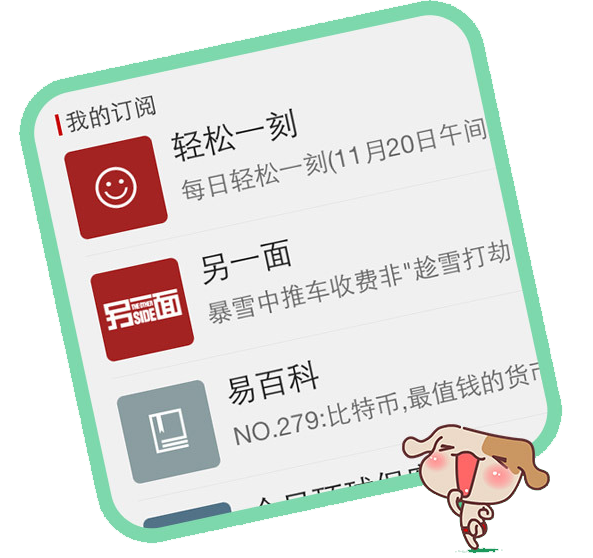 我的订阅
轻松一刻
每日轻松一刻(11月20日午间
另一面
暴雪中推车收费非"趁雪打劫
另一面
THE OTHER
SIDE
易百科
NO.279:比特币,最值钱的货币